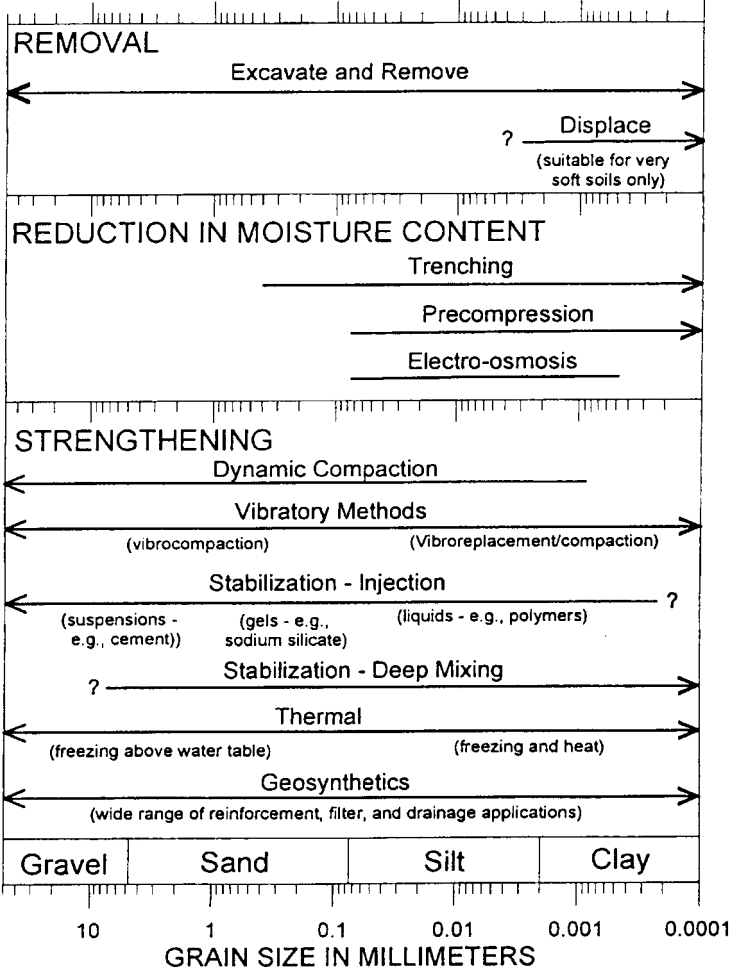 REMOVAL
Excavate and Remove
? Displace
(suitable for very
soft soils only)
REDUCTION IN MOISTURE CONTENT
Trenching
Precompression
Electro-osmosis
STRENGTHENING
Dynamic Compaction
Vibratory Methods
(vibrocompaction) (Vibroreplacement/compaction)
Stabilization - Injection
?
(suspensions - (gels - e.g., (liquids - e.g., polymers)
e.g., cement)) sodium silicate)
Stabilization - Deep Mixing
?
Thermal
(freezing above water table) (freezing and heat)
Geosynthetics
(wide range of reinforcement, filter, and drainage applications)
Gravel Sand Silt Clay
10 1 0.1 0.01 0.001 0.0001
GRAIN SIZE IN MILLIMETERS